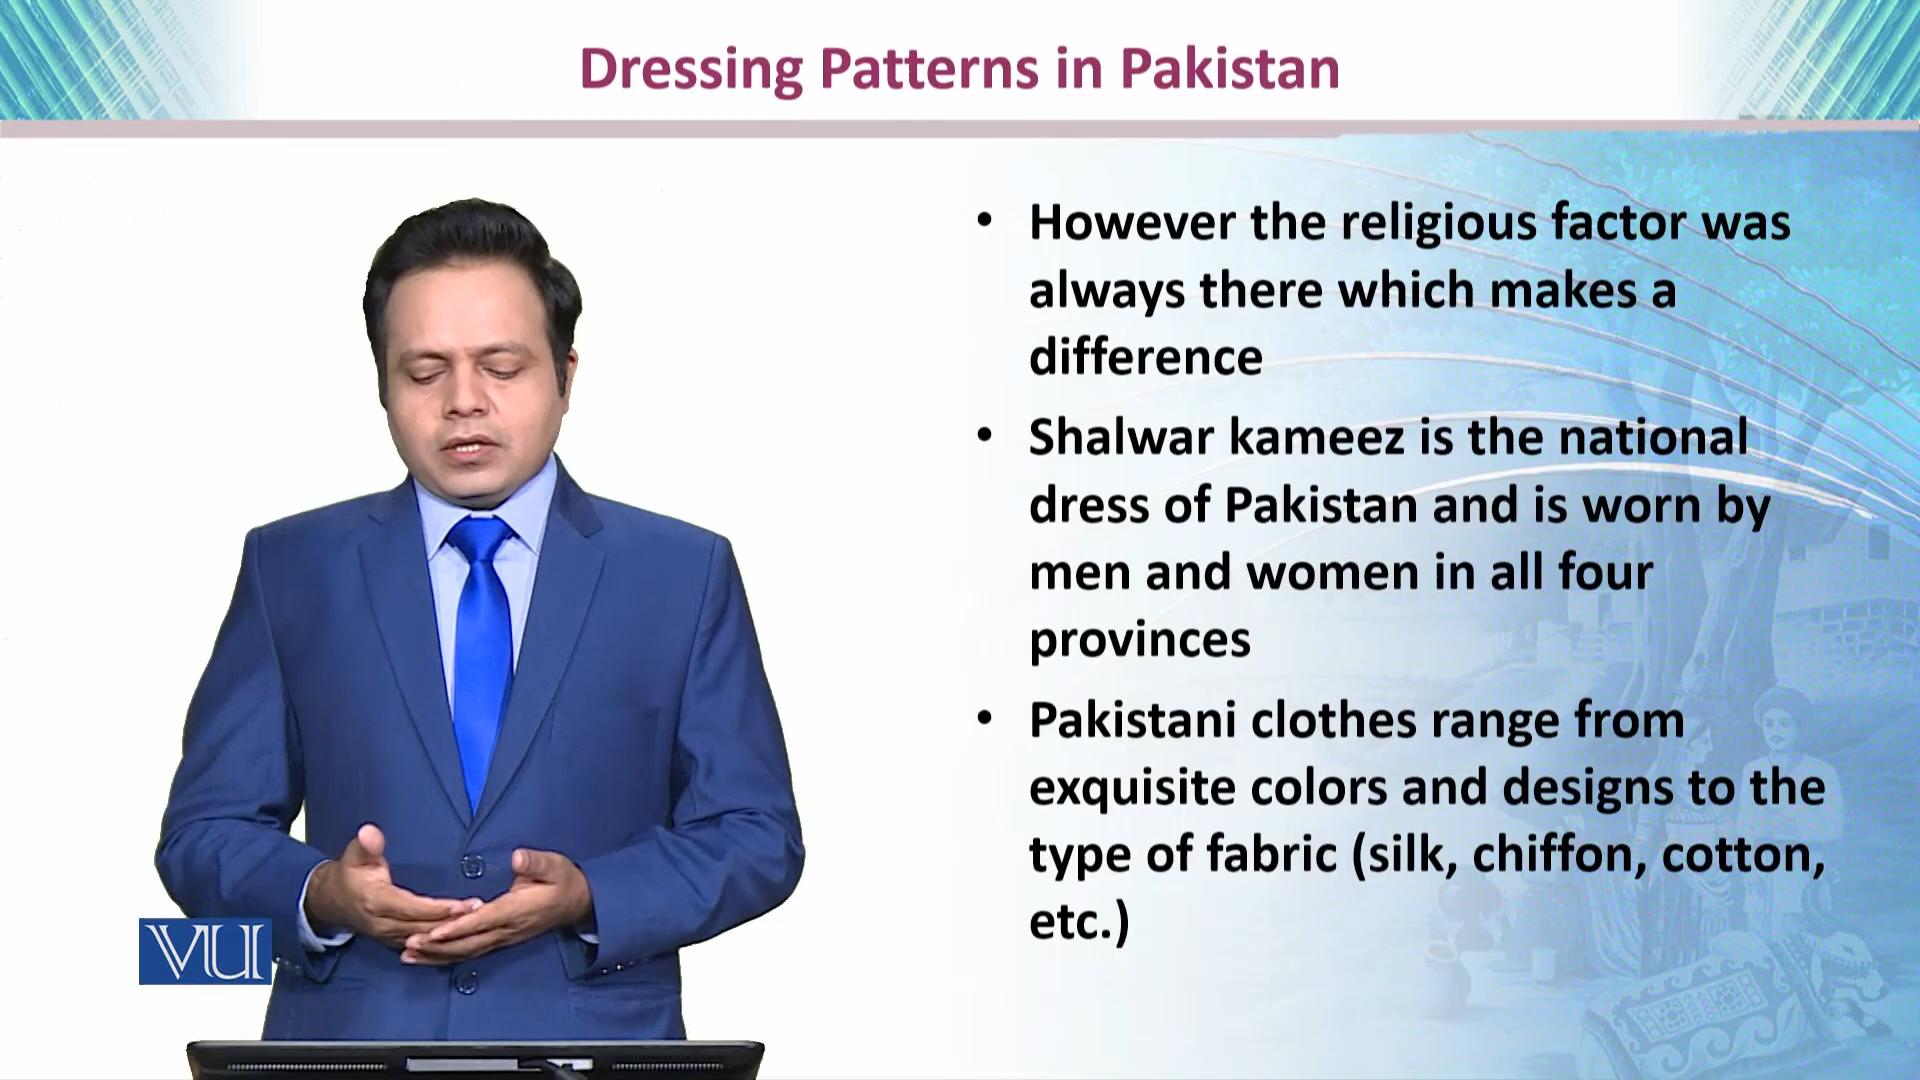 Dressing Patterns in Pakistan
• However the religious factor was
always there which makes a
difference
• Shalwar kameez is the national
dress of Pakistan and is worn by
men and women in all four
provinces
• Pakistani clothes range from
exquisite colors and designs to the
type of fabric (silk, chiffon, cotton,
etc.)
VU